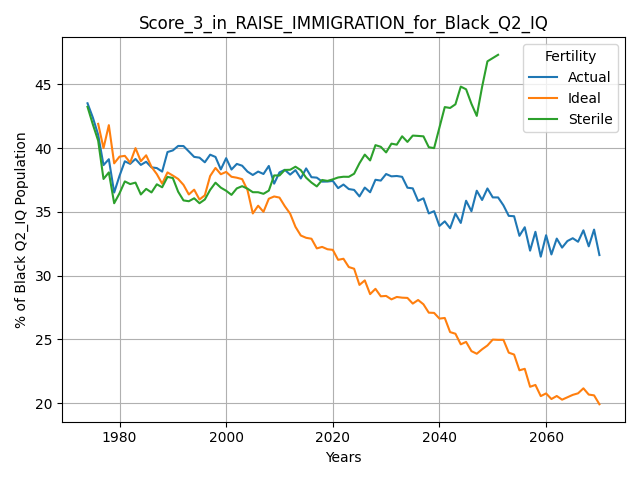 Score_3_in_RAISE_IMMIGRATION_for_Black_Q2_IQ
Fertility
Actual
Ideal
Sterile
% of Black Q2_IQ Population
45
40
35
30
25
20
1980
2000
2020
2040
2060
Years